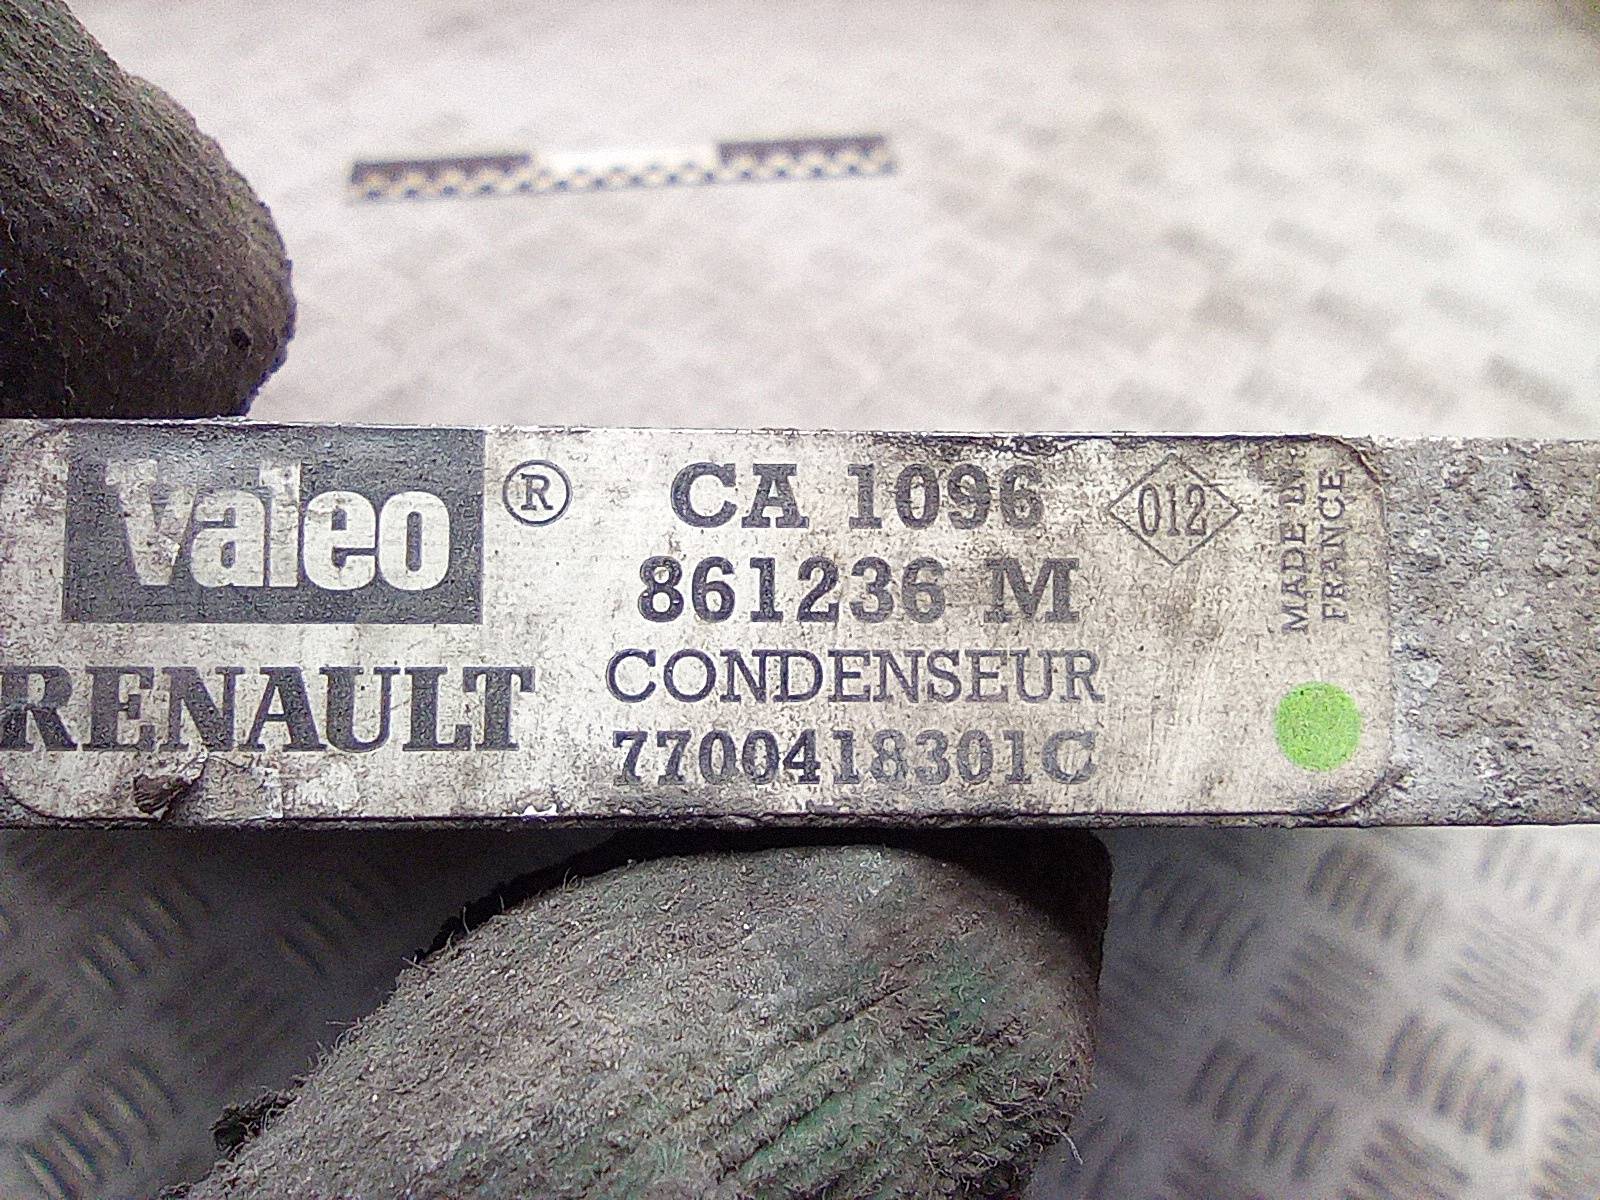 Valeo ®
RENAULT
CA 1096
861236 M
CONDENSEUR
7700418301C
012
MADE IN
FRANCE